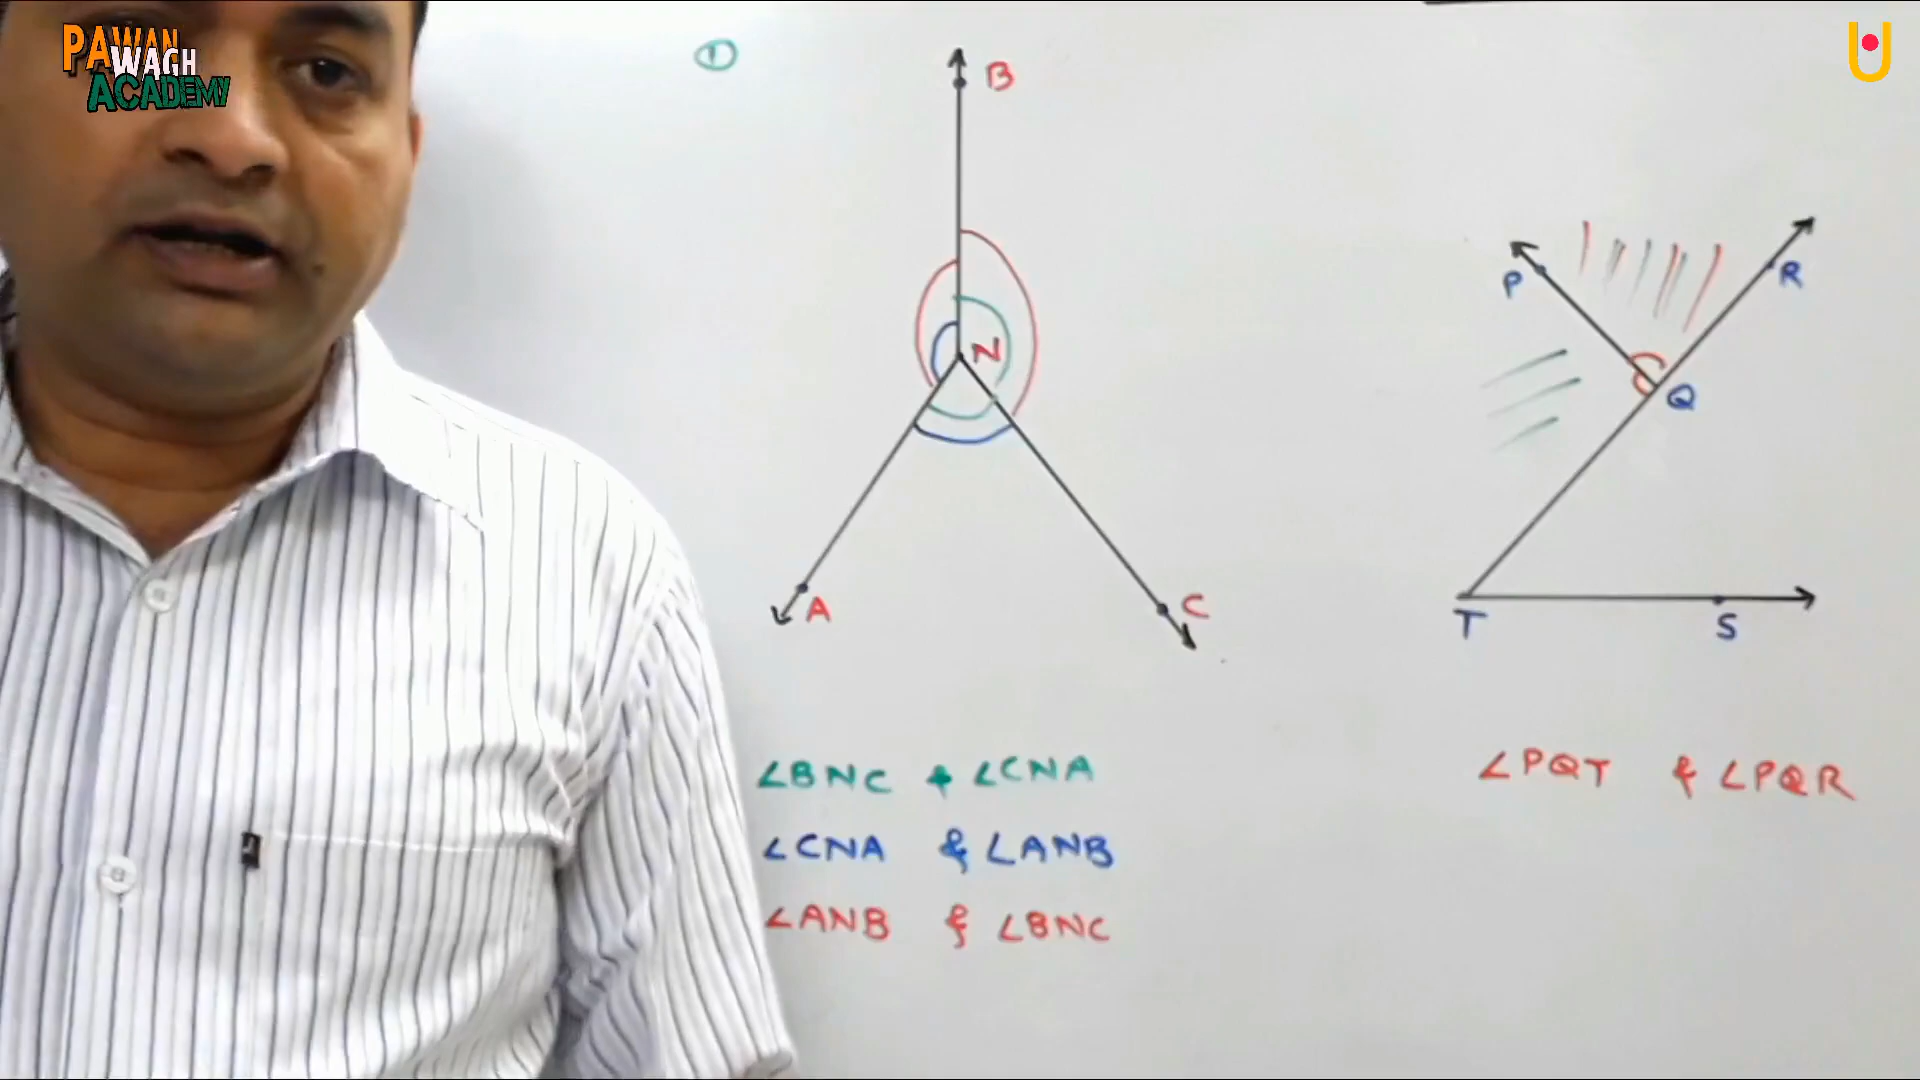 PAWAN
WAGH
ACADEMY
1
B
N
A
C
P
R
Q
T
S
∠BNC & ∠CNA
∠CNA & ∠ANB
∠ANB & ∠BNC
∠PQT & ∠PQR